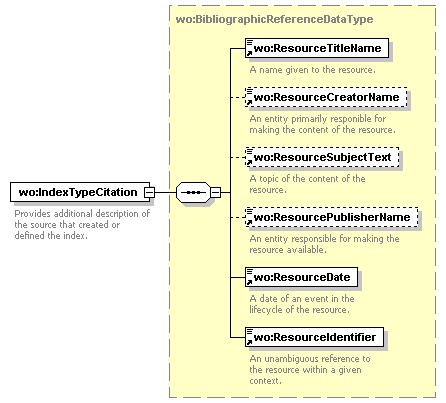 wo:BibliographicReferenceDataType
wo:ResourceTitleName
A name given to the resource.
wo:ResourceCreatorName
An entity primarily responible for
making the content of the resource.
wo:ResourceSubjectText
A topic of the content of the
resource.
wo:IndexTypeCitation
Provides additional description of
the source that created or
defined the index.
wo:ResourcePublisherName
An entity responsible for making the
resource available.
wo:ResourceDate
A date of an event in the
lifecycle of the resource.
wo:ResourceIdentifier
An unambiguous reference to
the resource within a given
context.